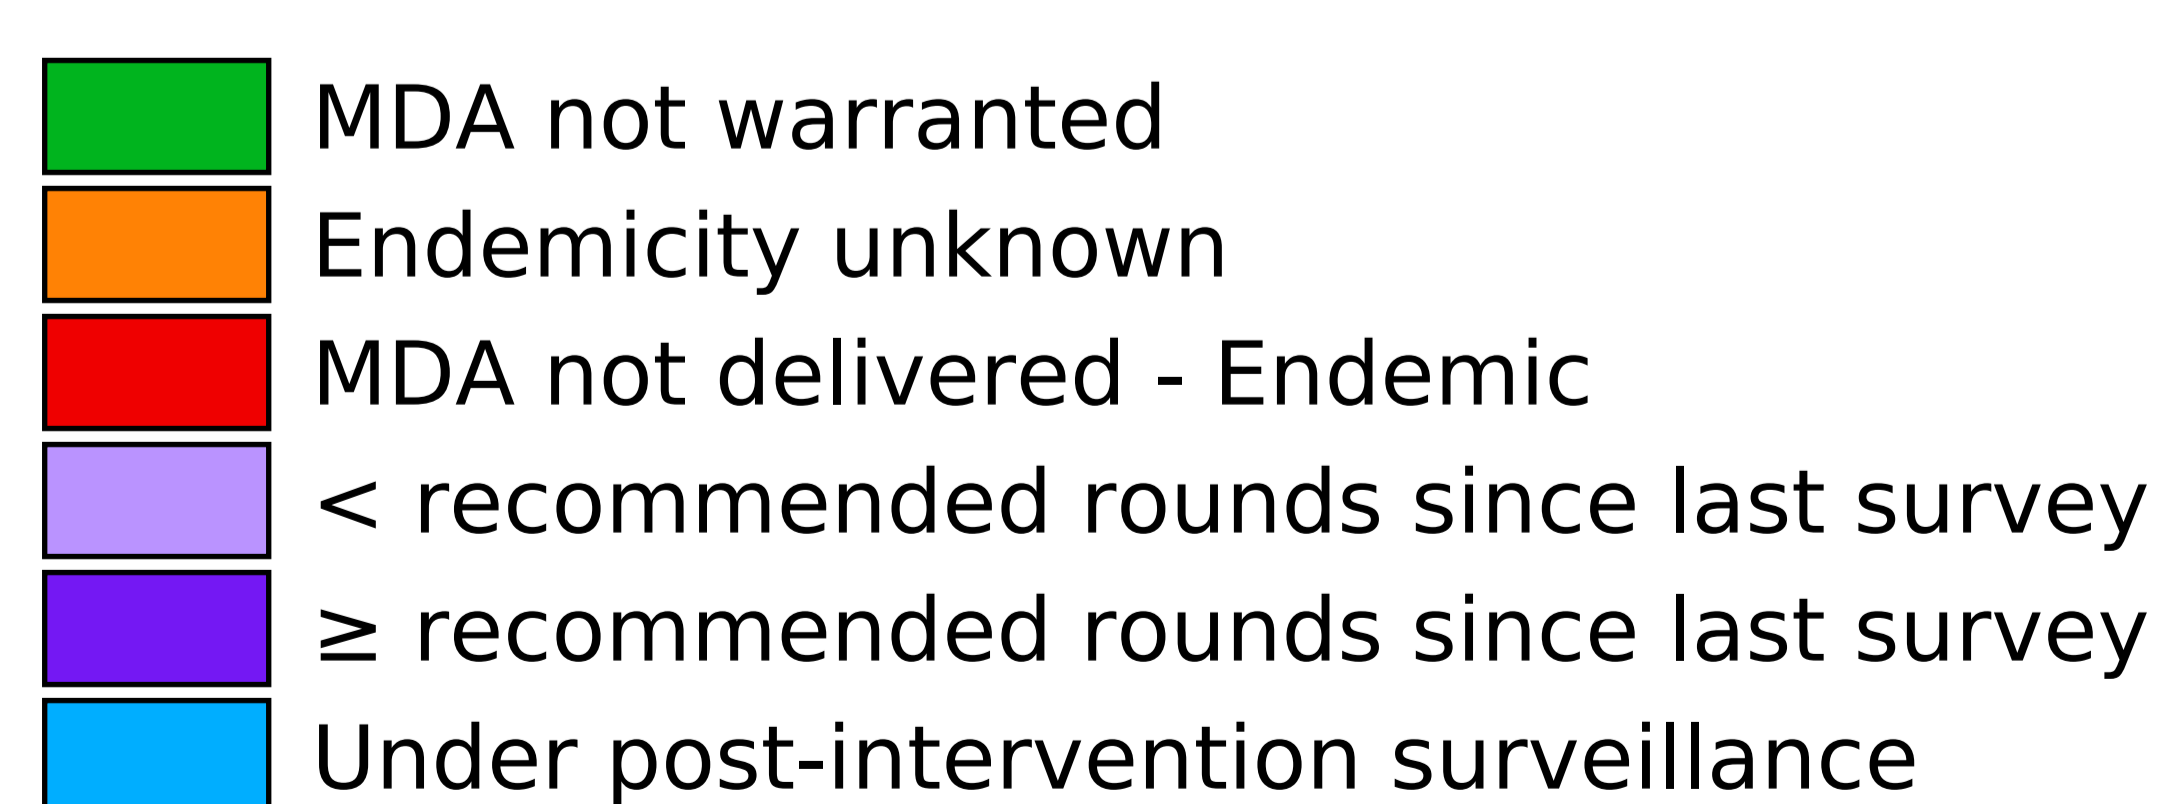 MDA not warranted
Endemicity unknown
MDA not delivered - Endemic
< recommended rounds since last survey
≥ recommended rounds since last survey
Under post-intervention surveillance